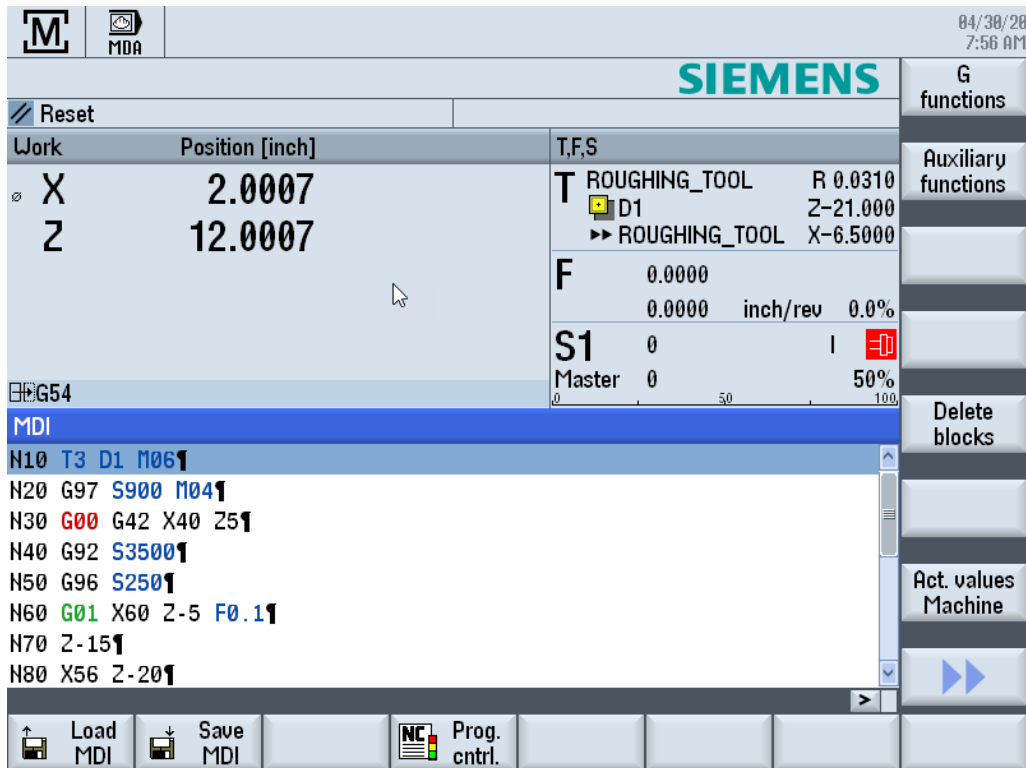 M
MDA
04/30/20
7:56 AM
SIEMENS
Reset
Work Position [inch]
X 2.0007
Z 12.0007
G54
T,F,S
T ROUGHING_TOOL R 0.0310
D1 Z-21.000
ROUGHING_TOOL X-6.5000
F 0.0000
0.0000 inch/rev 0.0%
S1 0 I
Master 0 50%
0 50 100
MDI
N10 T3 D1 M06¶
N20 G97 S900 M04¶
N30 G00 G42 X40 Z5¶
N40 G92 S3500¶
N50 G96 S250¶
N60 G01 X60 Z-5 F0.1¶
N70 Z-15¶
N80 X56 Z-20¶
G
functions
Auxiliary
functions
Delete
blocks
Act. values
Machine
Load
MDI
Save
MDI
NC
Prog.
cntrl.